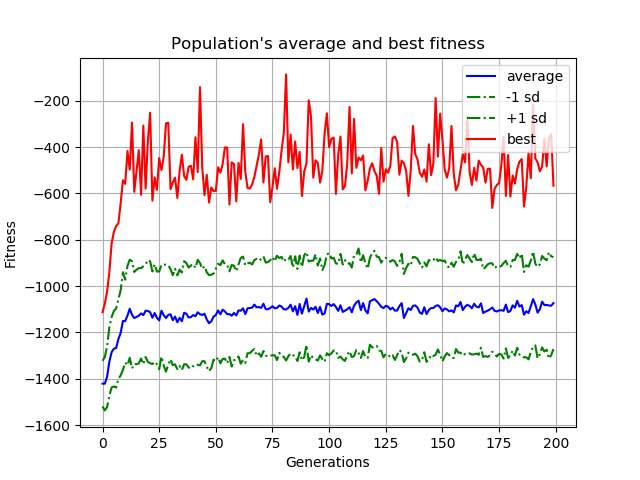 Population's average and best fitness
average
-1 sd
+1 sd
best
Fitness
−200
−400
−600
−800
−1000
−1200
−1400
−1600
0 25 50 75 100 125 150 175 200
Generations